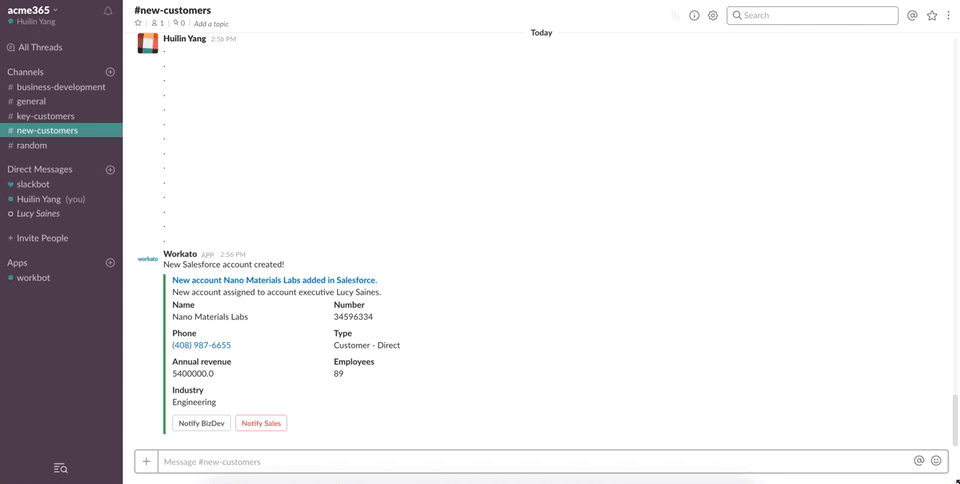 acme365
Huilin Yang
All Threads
Channels
# business-development
# general
# key-customers
# new-customers
# random
Direct Messages
slackbot
Huilin Yang (you)
Lucy Saines
+ Invite People
Apps
workbot
#new-customers
1 | 0 | Add a topic
Search
Today
Huilin Yang 2:56 PM
.
.
.
.
.
.
.
.
.
.
.
.
.
.
workato
Workato APP 2:56 PM
New Salesforce account created!
New account Nano Materials Labs added in Salesforce.
New account assigned to account executive Lucy Saines.
Name Number
Nano Materials Labs 34596334
Phone Type
(408) 987-6655 Customer - Direct
Annual revenue Employees
5400000.0 89
Industry
Engineering
Notify BizDev Notify Sales
+ Message #new-customers